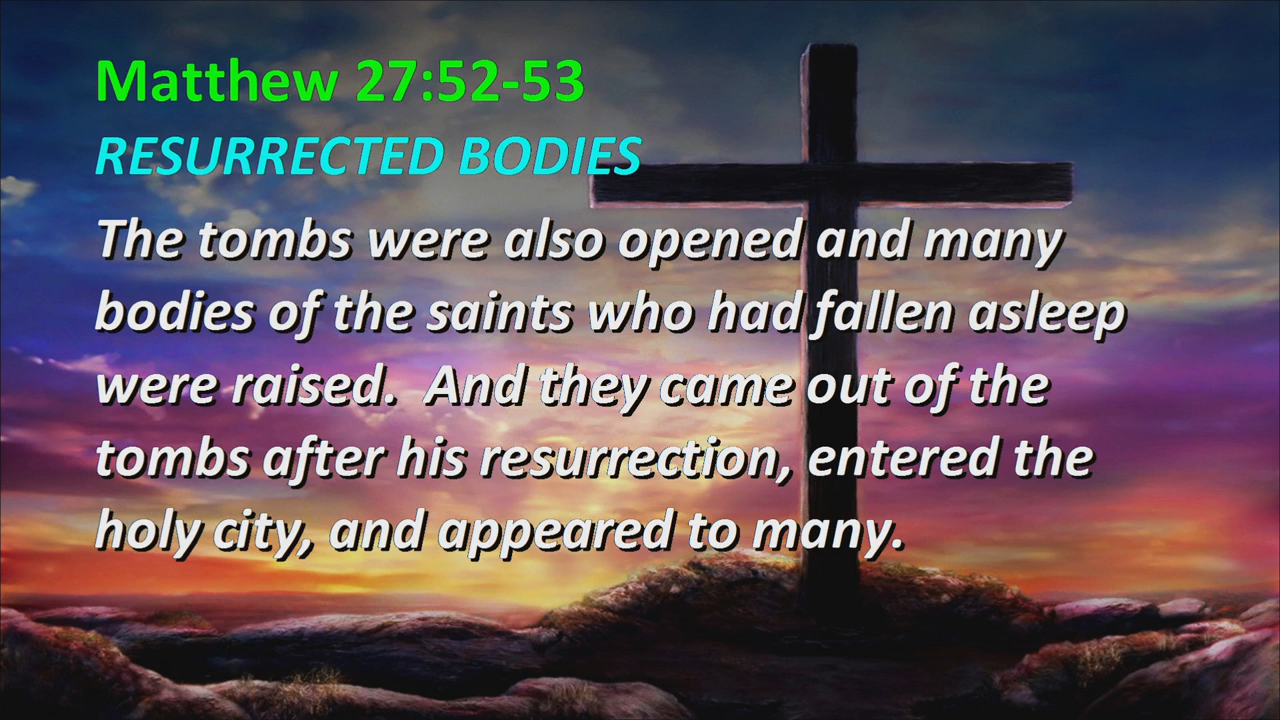 Matthew 27:52-53
RESURRECTED BODIES
The tombs were also opened and many
bodies of the saints who had fallen asleep
were raised.  And they came out of the
tombs after his resurrection, entered the
holy city, and appeared to many.